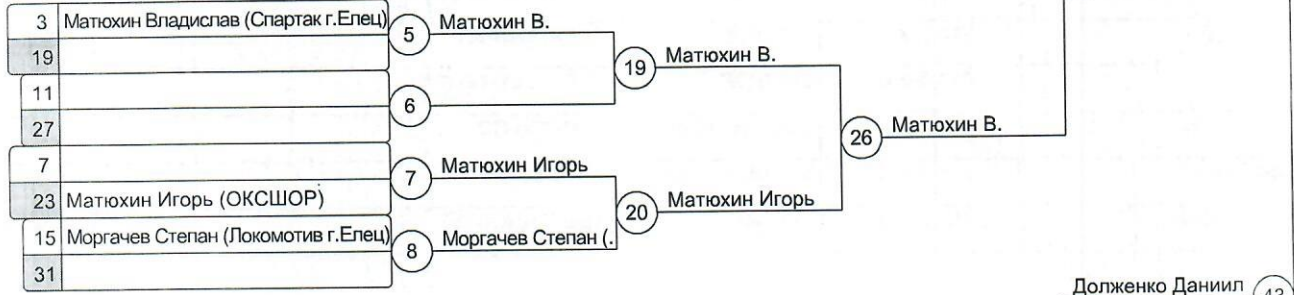 3 Матюхин Владислав (Спартак г.Елец)
5 Матюхин В.
19
19 Матюхин В.
11
6
27
26 Матюхин В.
7
7 Матюхин Игорь
23 Матюхин Игорь (ОКСШОР)
20 Матюхин Игорь
15 Моргачев Степан (Локомотив г.Елец)
8 Моргачев Степан (.
31
Долженко Даниил